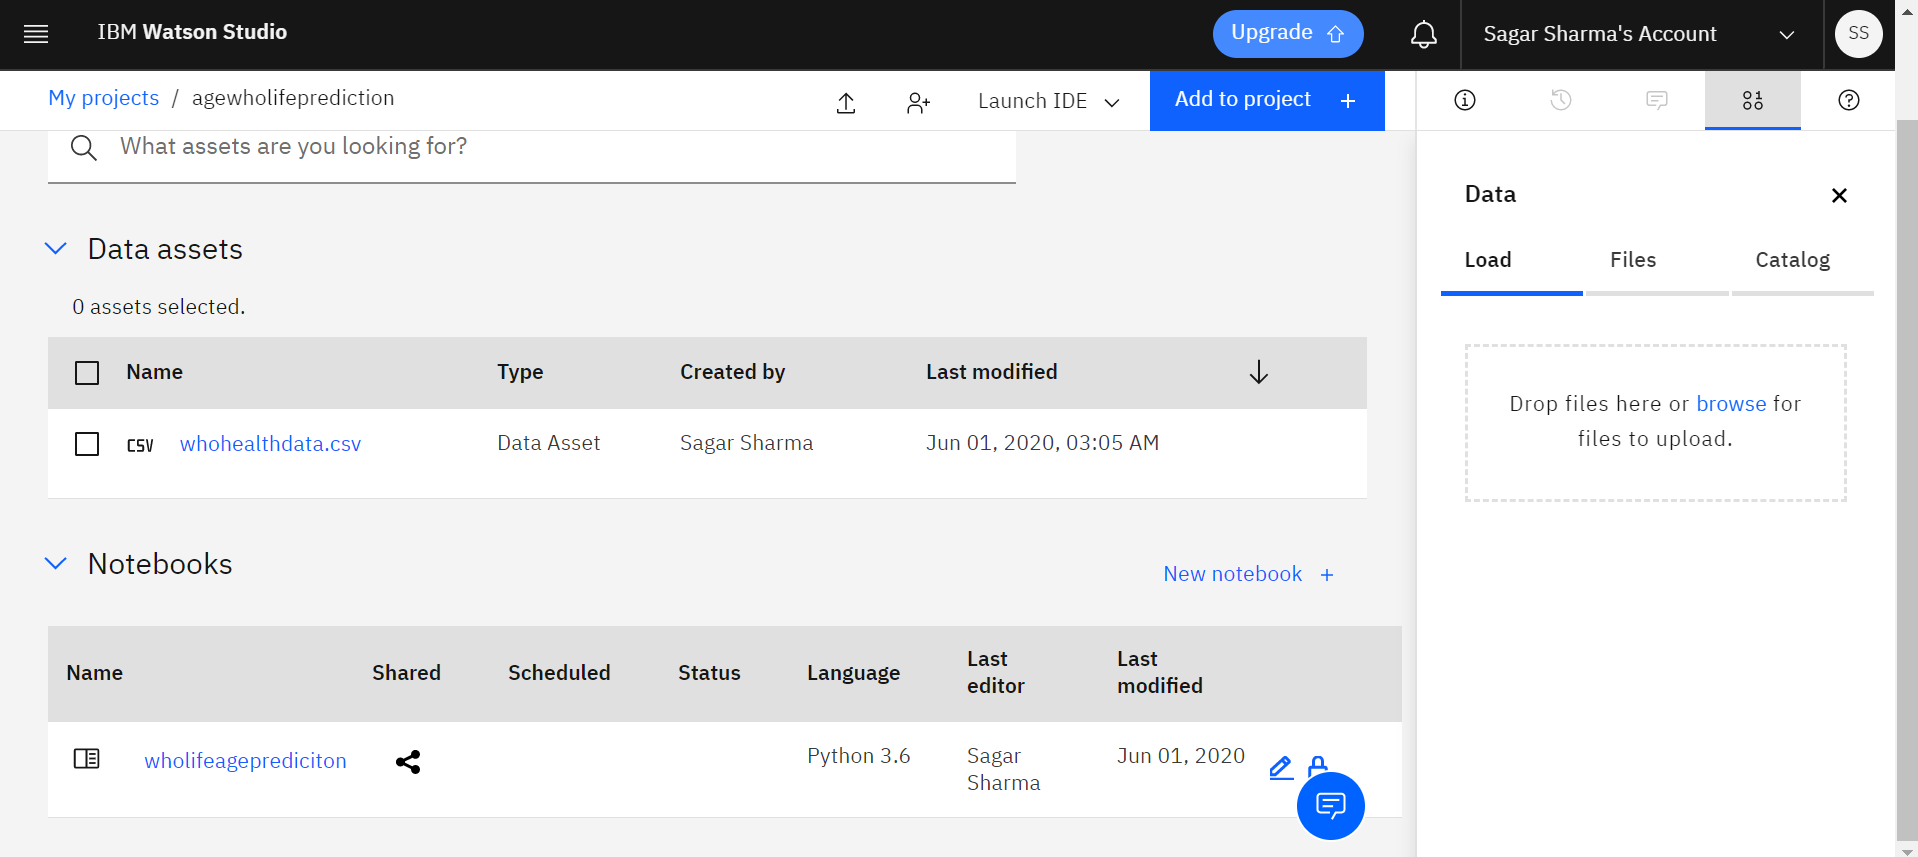 IBM Watson Studio
Upgrade
Sagar Sharma's Account
SS
My projects / agewholifeprediction
Launch IDE
Add to project +
What assets are you looking for?
Data assets
0 assets selected.
Name Type Created by Last modified
CSV whohealthdata.csv Data Asset Sagar Sharma Jun 01, 2020, 03:05 AM
Notebooks
New notebook +
Name Shared Scheduled Status Language Last editor Last modified
wholifeageprediciton Python 3.6 Sagar Sharma Jun 01, 2020
Data
Load Files Catalog
Drop files here or browse for
files to upload.